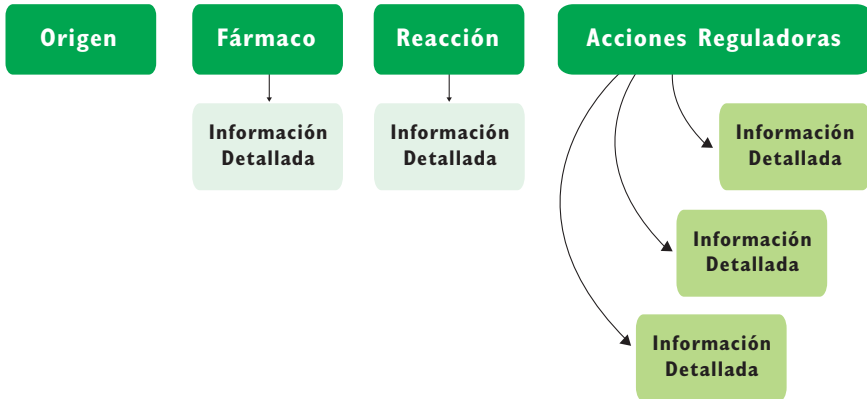 Origen
Fármaco
Reacción
Acciones Reguladoras
Información
Detallada
Información
Detallada
Información
Detallada
Información
Detallada
Información
Detallada